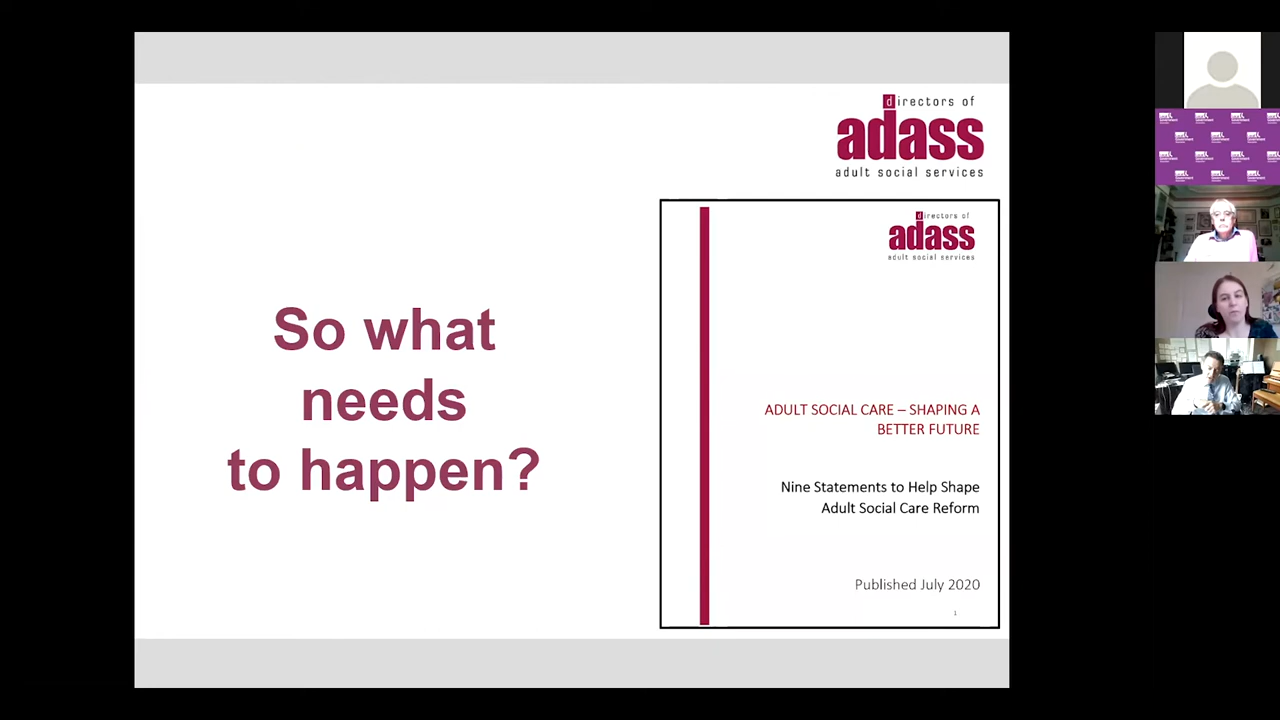 directors of
adass
adult social services
So what
needs
to happen?
directors of
adass
adult social services
ADULT SOCIAL CARE – SHAPING A
BETTER FUTURE
Nine Statements to Help Shape
Adult Social Care Reform
Published July 2020
1